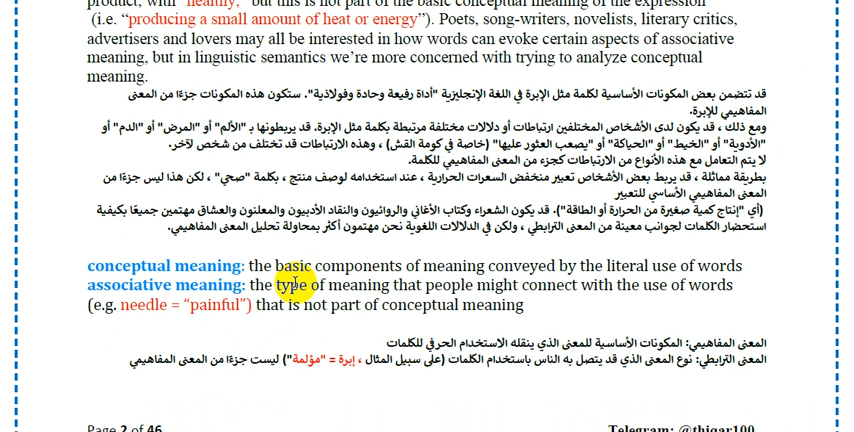 product, with "healthy," but this is not part of the basic conceptual meaning of the expression
(i.e. "producing a small amount of heat or energy"). Poets, song-writers, novelists, literary critics,
advertisers and lovers may all be interested in how words can evoke certain aspects of associative
meaning, but in linguistic semantics we're more concerned with trying to analyze conceptual
meaning.
قد تتضمن بعض المكونات الأساسية لكلمة مثل الإبرة في اللغة الإنجليزية "أداة رفيعة وحادة وفولاذية". ستكون هذه المكونات جزءًا من المعنى
المفاهيمي للإبرة.
ومع ذلك ، قد يكون لدى الأشخاص المختلفين ارتباطات أو دلالات مختلفة مرتبطة بكلمة مثل الإبرة. قد يربطونها بـ "الألم" أو "المرض" أو "الدم" أو
"الأدوية" أو "الخيط" أو "الحياكة" أو "يصعب العثور عليها" (خاصة في كومة القش) ، وهذه الارتباطات قد تختلف من شخص لآخر.
لا يتم التعامل مع هذه الأنواع من الارتباطات كجزء من المعنى المفاهيمي للكلمة.
بطريقة مماثلة ، قد يربط بعض الأشخاص تعبير منخفض السعرات الحرارية ، عند استخدامه لوصف منتج ، بكلمة "صحي" ، لكن هذا ليس جزءًا من
المعنى المفاهيمي الأساسي للتعبير
(أي "إنتاج كمية صغيرة من الحرارة أو الطاقة"). قد يكون الشعراء وكتاب الأغاني والروائيون والنقاد الأدبيون والمعلنون والعشاق مهتمين جميعًا بكيفية
استحضار الكلمات لجوانب معينة من المعنى الترابطي ، ولكن في الدلالات اللغوية نحن مهتمون أكثر بمحاولة تحليل المعنى المفاهيمي.
conceptual meaning: the basic components of meaning conveyed by the literal use of words
associative meaning: the type of meaning that people might connect with the use of words
(e.g. needle = "painful") that is not part of conceptual meaning
المعنى المفاهيمي: المكونات الأساسية للمعنى الذي ينقله الاستخدام الحرفي للكلمات
المعنى الترابطي: نوع المعنى الذي قد يتصل به الناس باستخدام الكلمات (على سبيل المثال ، إبرة = "مؤلمة") ليست جزءًا من المعنى المفاهيمي
Page 2 of 46 Telegram: @thiqar100